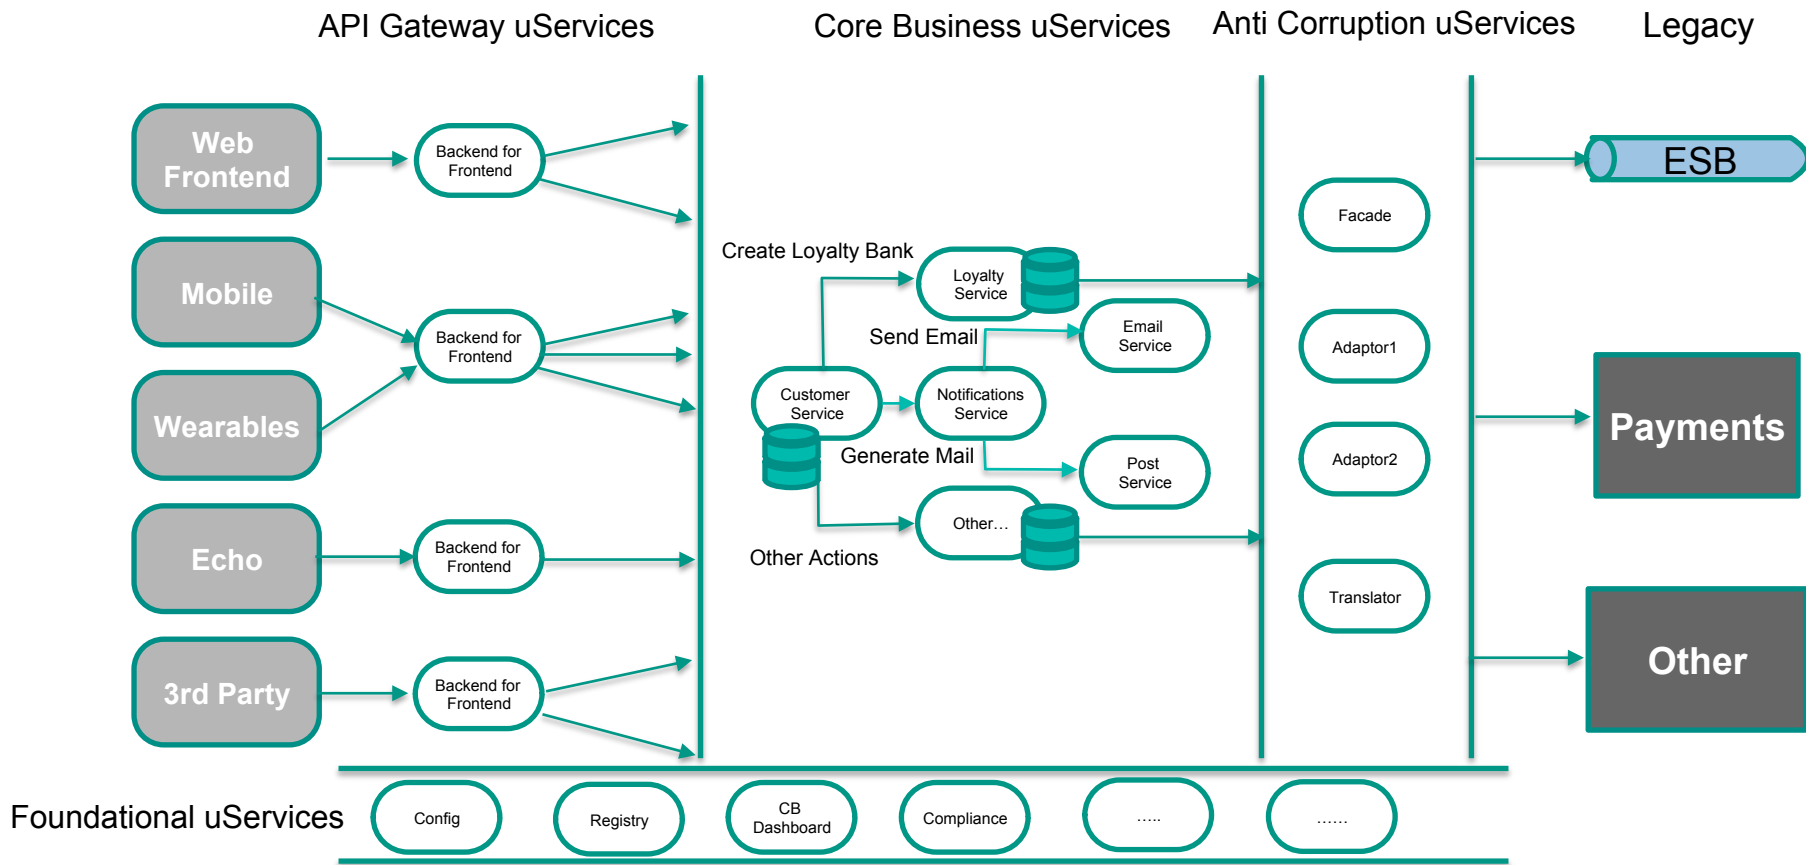 API Gateway uServices
Core Business uServices
Anti Corruption uServices
Legacy
Web
Frontend
Mobile
Wearables
Echo
3rd Party
Backend for
Frontend
Backend for
Frontend
Backend for
Frontend
Backend for
Frontend
Create Loyalty Bank
Loyalty
Service
Send Email
Email
Service
Customer
Service
Notifications
Service
Generate Mail
Post
Service
Other…
Other Actions
Facade
Adaptor1
Adaptor2
Translator
ESB
Payments
Other
Foundational uServices
Config
Registry
CB
Dashboard
Compliance
…..
……